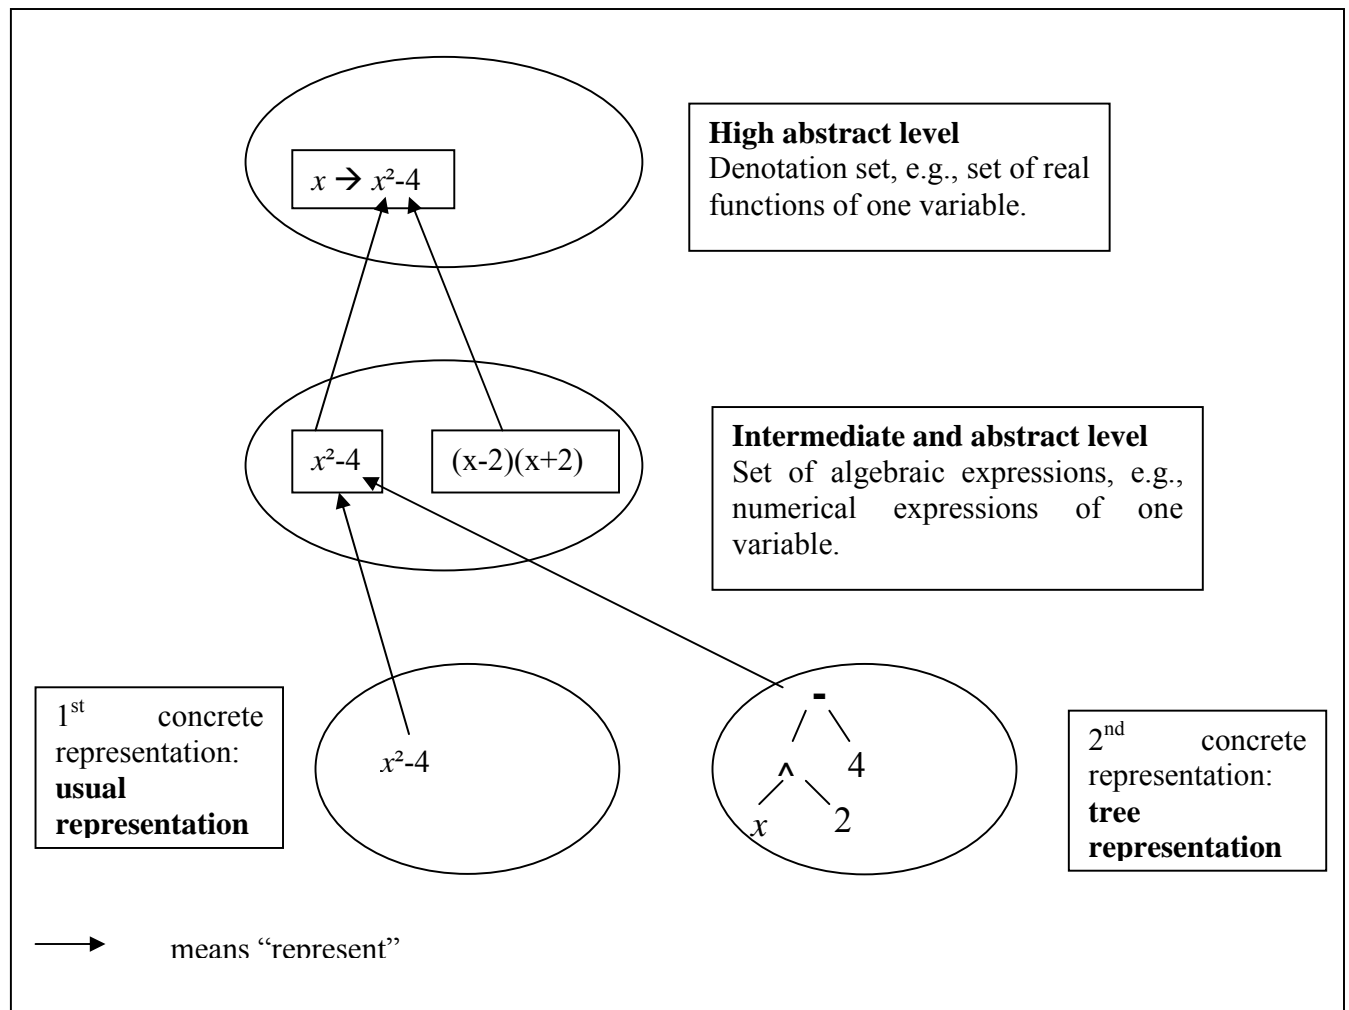 High abstract level
Denotation set, e.g., set of real
functions of one variable.
x → x²-4
Intermediate and abstract level
Set of algebraic expressions, e.g.,
numerical expressions of one
variable.
x²-4
(x-2)(x+2)
1st concrete
representation:
usual
representation
x²-4
-
^ 4
x 2
2nd concrete
representation:
tree
representation
means “represent”